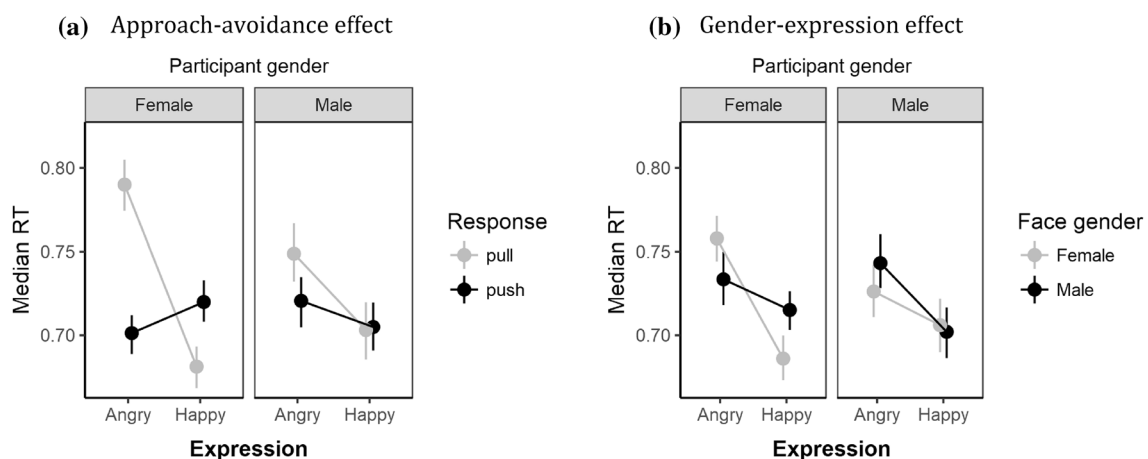 (a) Approach-avoidance effect
Participant gender
Female Male
0.80
0.75
0.70
Median RT
Angry Happy Angry Happy
Expression
Response
pull
push
(b) Gender-expression effect
Participant gender
Female Male
0.80
0.75
0.70
Median RT
Angry Happy Angry Happy
Expression
Face gender
Female
Male